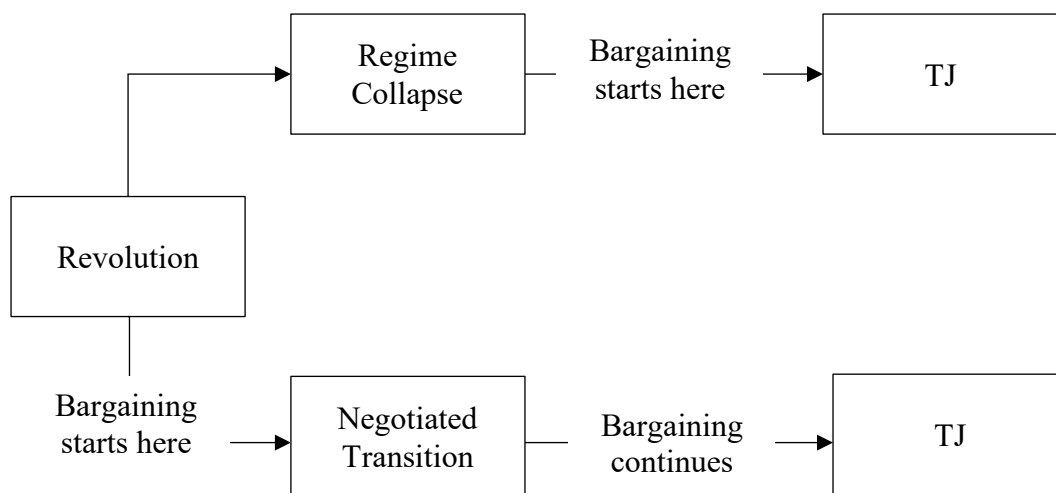 Regime
Collapse
Bargaining
starts here
TJ
Revolution
Bargaining
starts here
Negotiated
Transition
Bargaining
continues
TJ